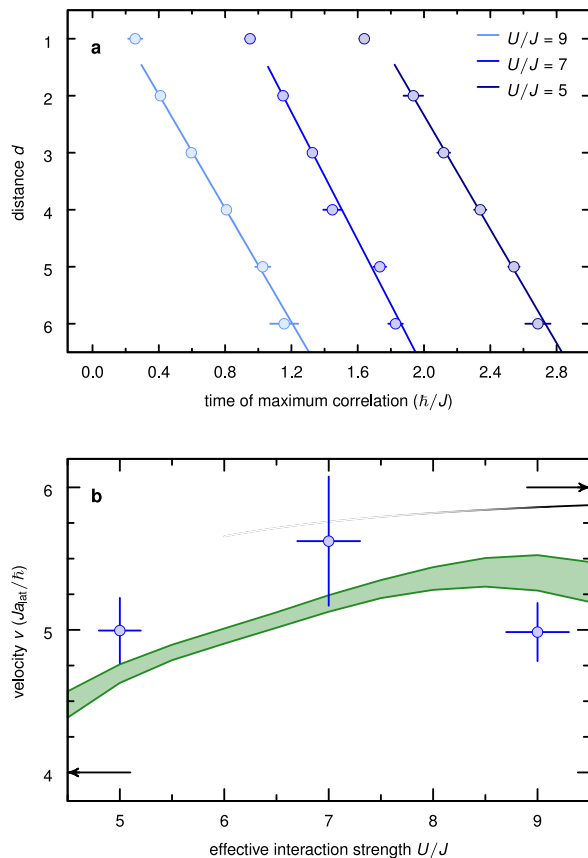 a
U/J = 9
U/J = 7
U/J = 5
1
2
3
4
5
6
distance d
0.0 0.4 0.8 1.2 1.6 2.0 2.4 2.8
time of maximum correlation (ħ/J)
b
6
5
4
velocity v (Ja_lat/ħ)
5 6 7 8 9
effective interaction strength U/J